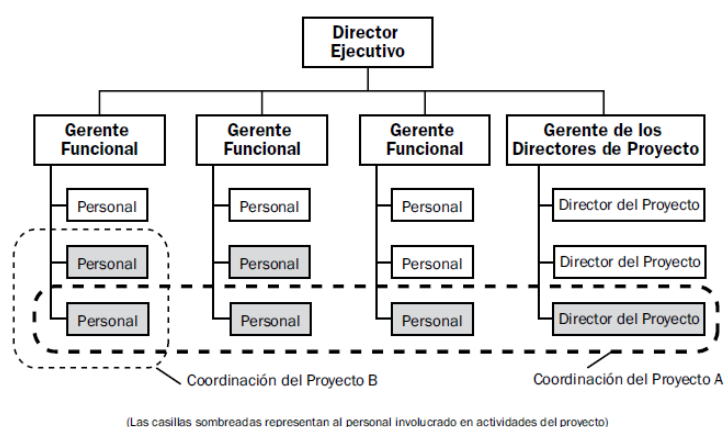 Director
Ejecutivo
Gerente
Funcional
Gerente
Funcional
Gerente
Funcional
Gerente de los
Directores de Proyecto
Personal
Personal
Personal
Director del Proyecto
Personal
Personal
Personal
Director del Proyecto
Personal
Personal
Personal
Director del Proyecto
Coordinación del Proyecto B
Coordinación del Proyecto A
(Las casillas sombreadas representan al personal involucrado en actividades del proyecto)